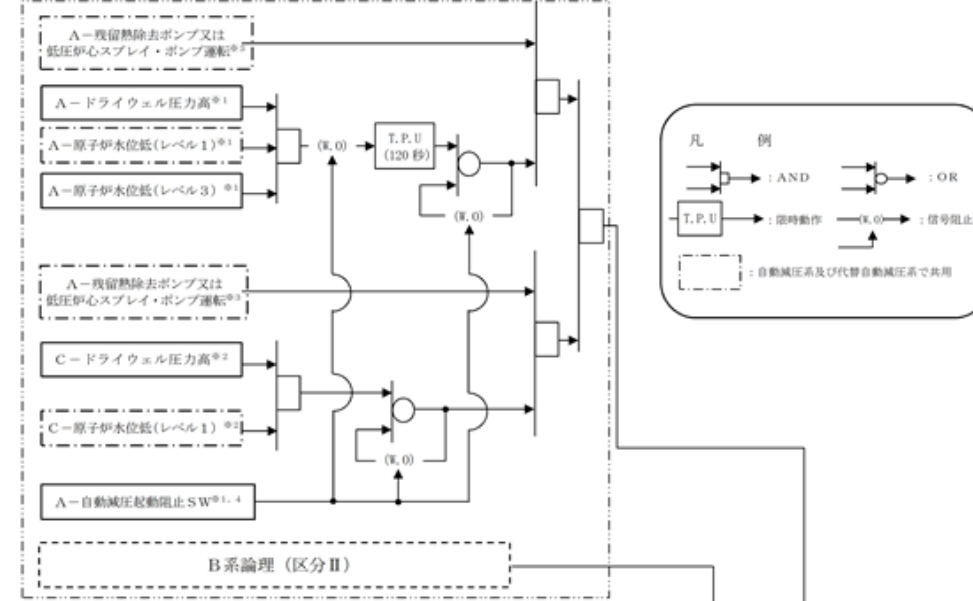 A－残留熱除去ポンプ又は
低圧炉心スプレイ・ポンプ運転※3
A－ドライウェル圧力高※1
A－原子炉水位低(レベル1)※1
A－原子炉水位低(レベル3)※1
(W.O)
T.P.U
(120 秒)
(W.O)
A－残留熱除去ポンプ又は
低圧炉心スプレイ・ポンプ運転※3
C－ドライウェル圧力高※2
C－原子炉水位低(レベル1)※2
(W.O)
A－自動減圧起動阻止SW※1, 4
B系論理（区分Ⅱ）
凡 例
：AND
：OR
T.P.U
：限時動作
(W.O)
：信号阻止
：自動減圧系及び代替自動減圧系で共用